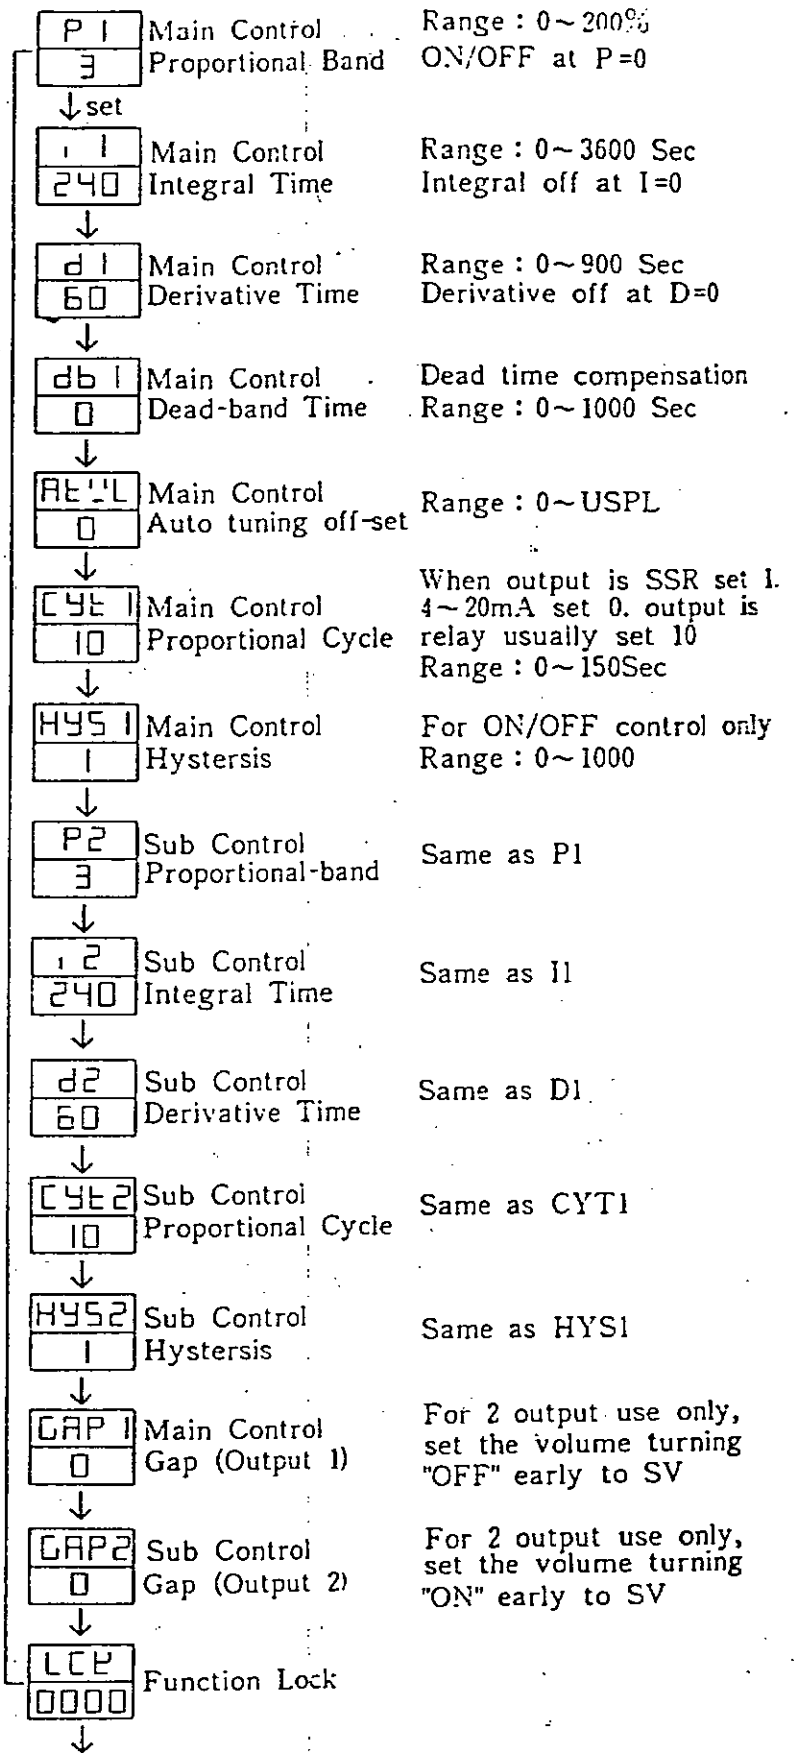 P1 Main Control Range : 0~200%
3 Proportional Band ON/OFF at P=0
↓set
i1 Main Control Range : 0~3600 Sec
240 Integral Time Integral off at I=0
↓
d1 Main Control Range : 0~900 Sec
60 Derivative Time Derivative off at D=0
↓
db1 Main Control Dead time compensation
0 Dead-band Time Range : 0~1000 Sec
↓
AtVL Main Control
0 Auto tuning off-set
Range : 0~USPL
↓
CYt1 Main Control
10 Proportional Cycle
When output is SSR set 1.
4~20mA set 0. output is
relay usually set 10
Range : 0~150Sec
↓
HYS1 Main Control For ON/OFF control only
1 Hystersis Range : 0~1000
↓
P2 Sub Control
3 Proportional-band
Same as P1
↓
i2 Sub Control
240 Integral Time
Same as I1
↓
d2 Sub Control
60 Derivative Time
Same as D1
↓
CYt2 Sub Control
10 Proportional Cycle
Same as CYT1
↓
HYS2 Sub Control
1 Hystersis
Same as HYS1
↓
GAP1 Main Control
0 Gap (Output 1)
For 2 output use only,
set the volume turning
"OFF" early to SV
↓
GAP2 Sub Control
0 Gap (Output 2)
For 2 output use only,
set the volume turning
"ON" early to SV
↓
LCK
0000
Function Lock
↓